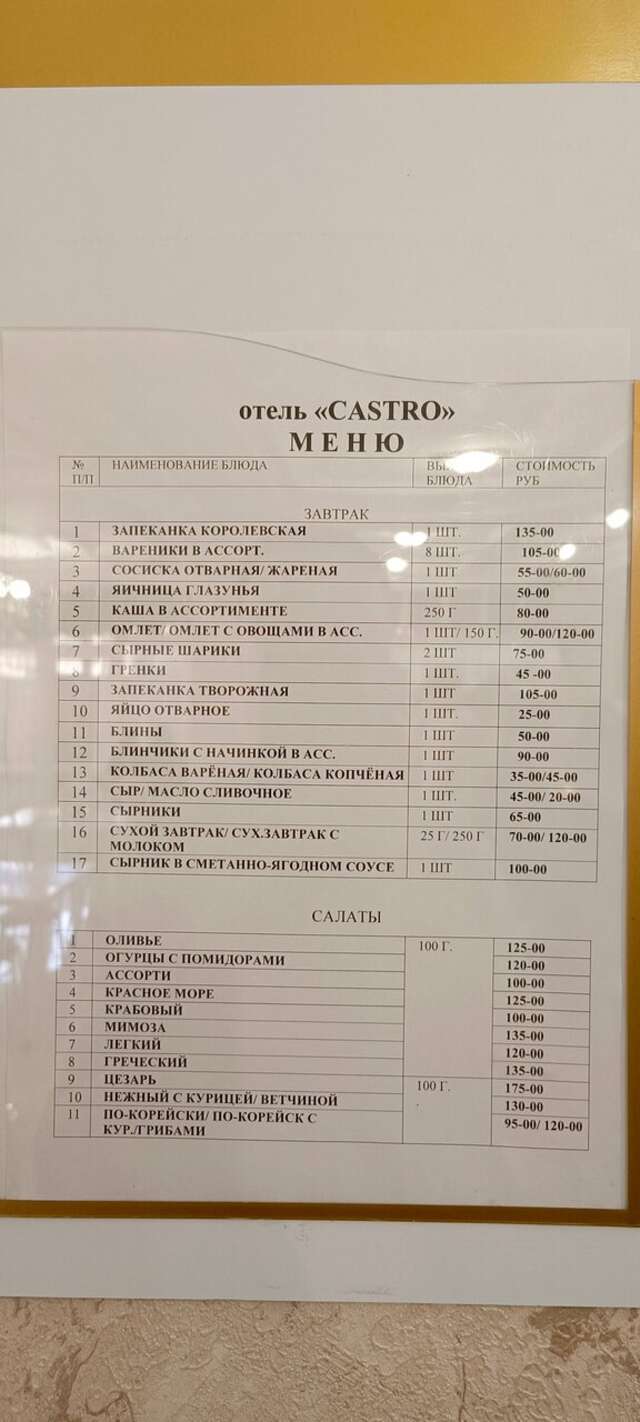 отель «CASTRO»
М Е Н Ю
№ П/П НАИМЕНОВАНИЕ БЛЮДА БЛЮДА СТОИМОСТЬ РУБ
ЗАВТРАК
1 ЗАПЕКАНКА КОРОЛЕВСКАЯ 1 ШТ. 135-00
2 ВАРЕНИКИ В АССОРТ. 8 ШТ. 105-00
3 СОСИСКА ОТВАРНАЯ/ ЖАРЕНАЯ 1 ШТ 55-00/60-00
4 ЯИЧНИЦА ГЛАЗУНЬЯ 1 ШТ 50-00
5 КАША В АССОРТИМЕНТЕ 250 Г 80-00
6 ОМЛЕТ/ ОМЛЕТ С ОВОЩАМИ В АСС. 1 ШТ/ 150 Г. 90-00/120-00
7 СЫРНЫЕ ШАРИКИ 2 ШТ 75-00
8 ГРЕНКИ 1 ШТ. 45 -00
9 ЗАПЕКАНКА ТВОРОЖНАЯ 1 ШТ 105-00
10 ЯЙЦО ОТВАРНОЕ 1 ШТ. 25-00
11 БЛИНЫ 1 ШТ 50-00
12 БЛИНЧИКИ С НАЧИНКОЙ В АСС. 1 ШТ 90-00
13 КОЛБАСА ВАРЁНАЯ/ КОЛБАСА КОПЧЁНАЯ 1 ШТ 35-00/45-00
14 СЫР/ МАСЛО СЛИВОЧНОЕ 1 ШТ. 45-00/ 20-00
15 СЫРНИКИ 1 ШТ 65-00
16 СУХОЙ ЗАВТРАК/ СУХ.ЗАВТРАК С 25 Г/ 250 Г 70-00/ 120-00
МОЛОКОМ
17 СЫРНИК В СМЕТАННО-ЯГОДНОМ СОУСЕ 1 ШТ 100-00
САЛАТЫ
1 ОЛИВЬЕ 100 Г. 125-00
2 ОГУРЦЫ С ПОМИДОРАМИ 120-00
3 АССОРТИ 100-00
4 КРАСНОЕ МОРЕ 125-00
5 КРАБОВЫЙ 100-00
6 МИМОЗА 135-00
7 ЛЕГКИЙ 120-00
8 ГРЕЧЕСКИЙ 135-00
9 ЦЕЗАРЬ 100 Г. 175-00
10 НЕЖНЫЙ С КУРИЦЕЙ/ ВЕТЧИНОЙ 130-00
11 ПО-КОРЕЙСКИ/ ПО-КОРЕЙСК С 95-00/ 120-00
КУР./ГРИБАМИ